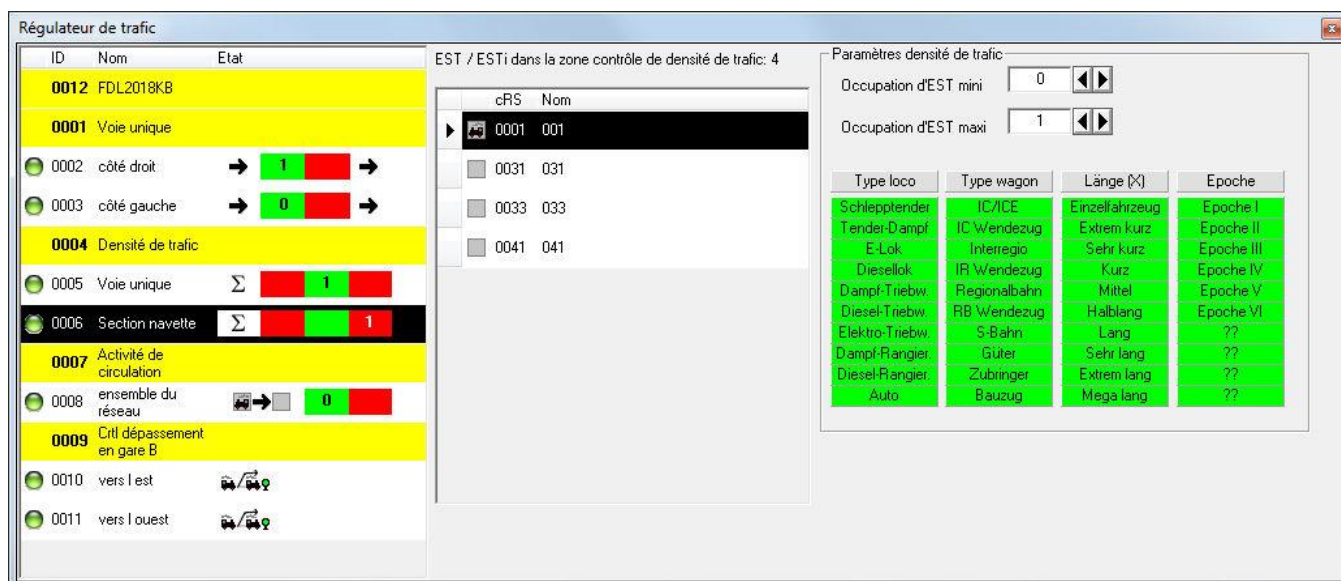 Régulateur de trafic
ID Nom Etat
0012 FDL2018KB
0001 Voie unique
0002 côté droit 1
0003 côté gauche 0
0004 Densité de trafic
0005 Voie unique Σ 1
0006 Section navette Σ 1
0007 Activité de
circulation
0008 ensemble du
réseau 0
0009 Crtl dépassement
en gare B
0010 vers l est
0011 vers l ouest
EST / ESTi dans la zone contrôle de densité de trafic: 4
cRS Nom
0001 001
0031 031
0033 033
0041 041
Paramètres densité de trafic
Occupation d'EST mini 0
Occupation d'EST maxi 1
Type loco Type wagon Länge (X) Epoche
Schlepptender IC/ICE Einzelfahrzeug Epoche I
Tender-Dampf IC Wendezug Extrem kurz Epoche II
E-Lok Interregio Sehr kurz Epoche III
Diesellok IR Wendezug Kurz Epoche IV
Dampf-Triebw. Regionalbahn Mittel Epoche V
Diesel-Triebw. RB Wendezug Halblang Epoche VI
Elektro-Triebw. S-Bahn Lang ??
Dampf-Rangier. Güter Sehr lang ??
Diesel-Rangier. Zubringer Extrem lang ??
Auto Bauzug Mega lang ??